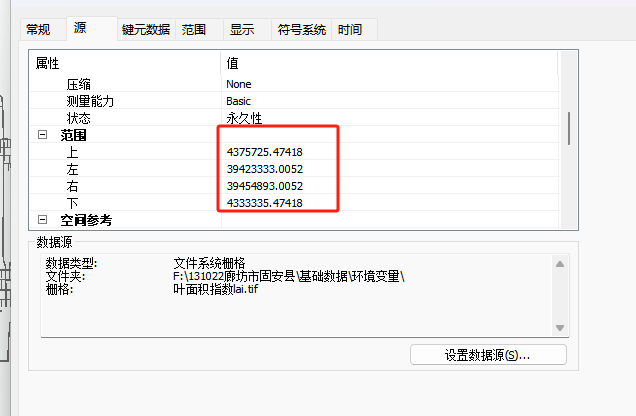 常规 源 键元数据 范围 显示 符号系统 时间
属性 值
压缩 None
测量能力 Basic
状态 永久性
范围
上 4375725.47418
左 39423333.0052
右 39454893.0052
下 4333335.47418
空间参考
数据源
数据类型: 文件系统栅格
文件夹: F:\131022廊坊市固安县\基础数据\环境变量\
栅格: 叶面积指数lai.tif
设置数据源(S)...